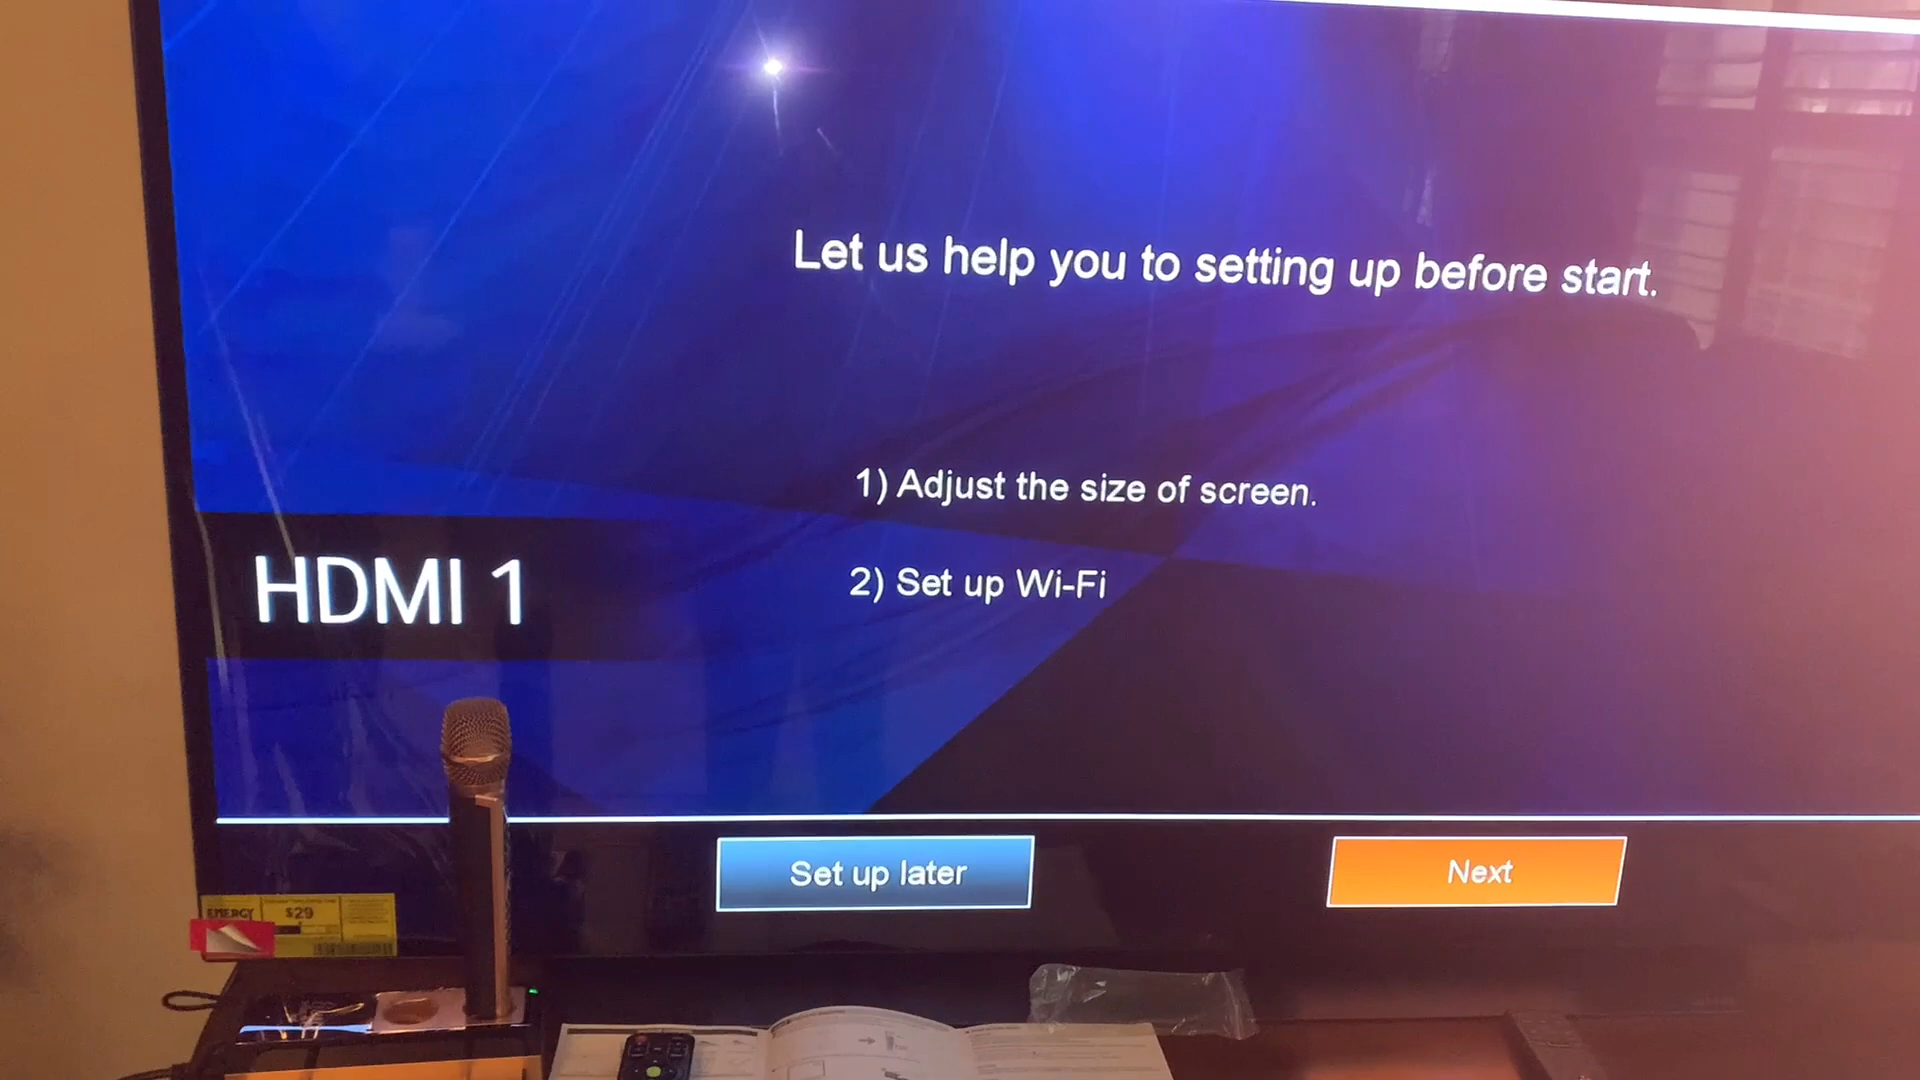 Let us help you to setting up before start.
1) Adjust the size of screen.
HDMI 1
2) Set up Wi-Fi
Set up later
Next
ENERGY
$29